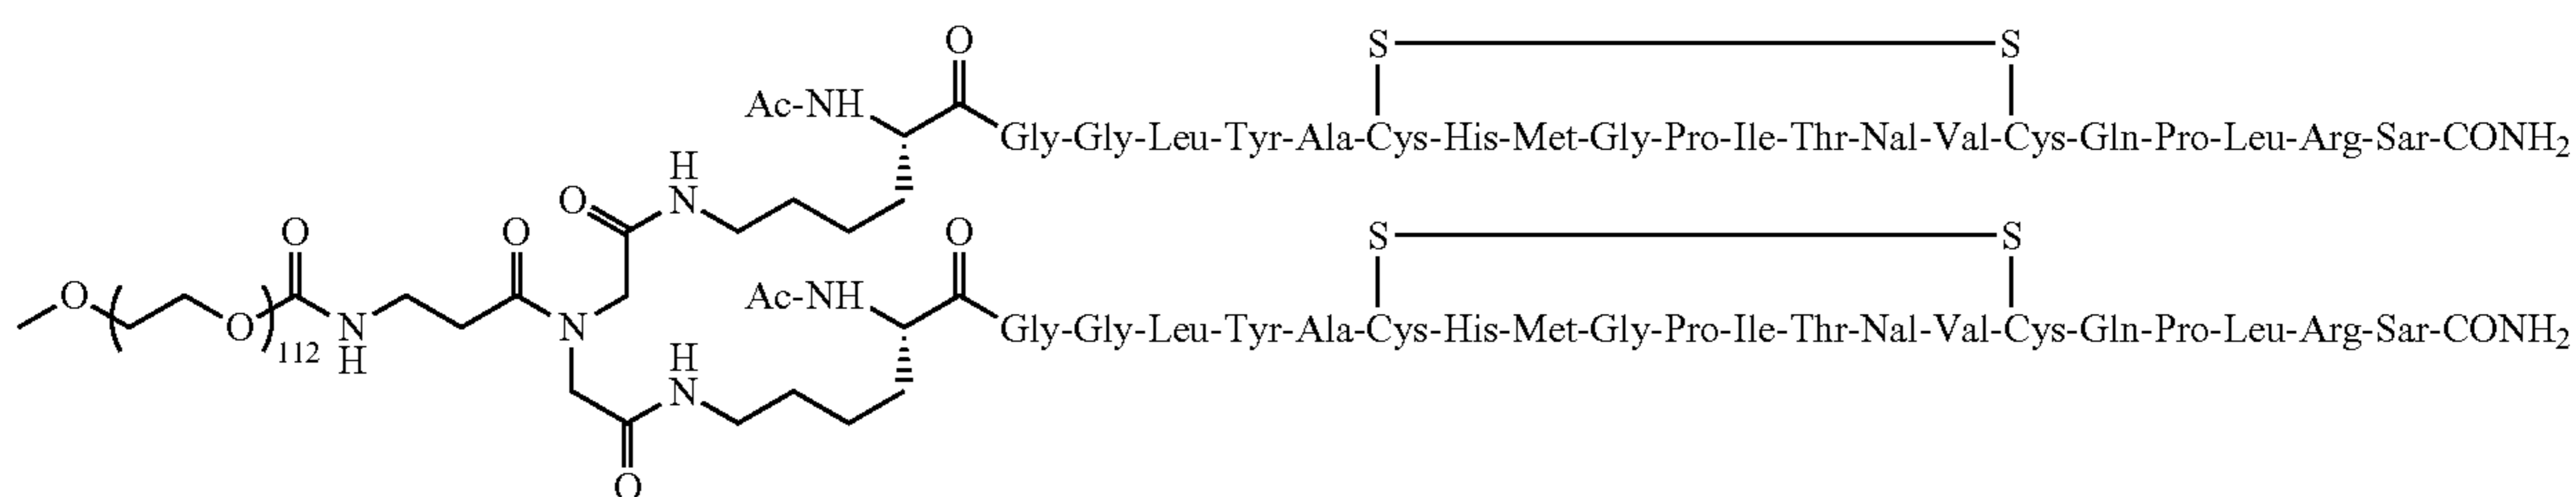 O S S
Ac-NH
Gly-Gly-Leu-Tyr-Ala-Cys-His-Met-Gly-Pro-Ile-Thr-Nal-Val-Cys-Gln-Pro-Leu-Arg-Sar-CONH2
H
O N
O O O S S
Ac-NH
O ( O )112 N H N Gly-Gly-Leu-Tyr-Ala-Cys-His-Met-Gly-Pro-Ile-Thr-Nal-Val-Cys-Gln-Pro-Leu-Arg-Sar-CONH2
H
N
O